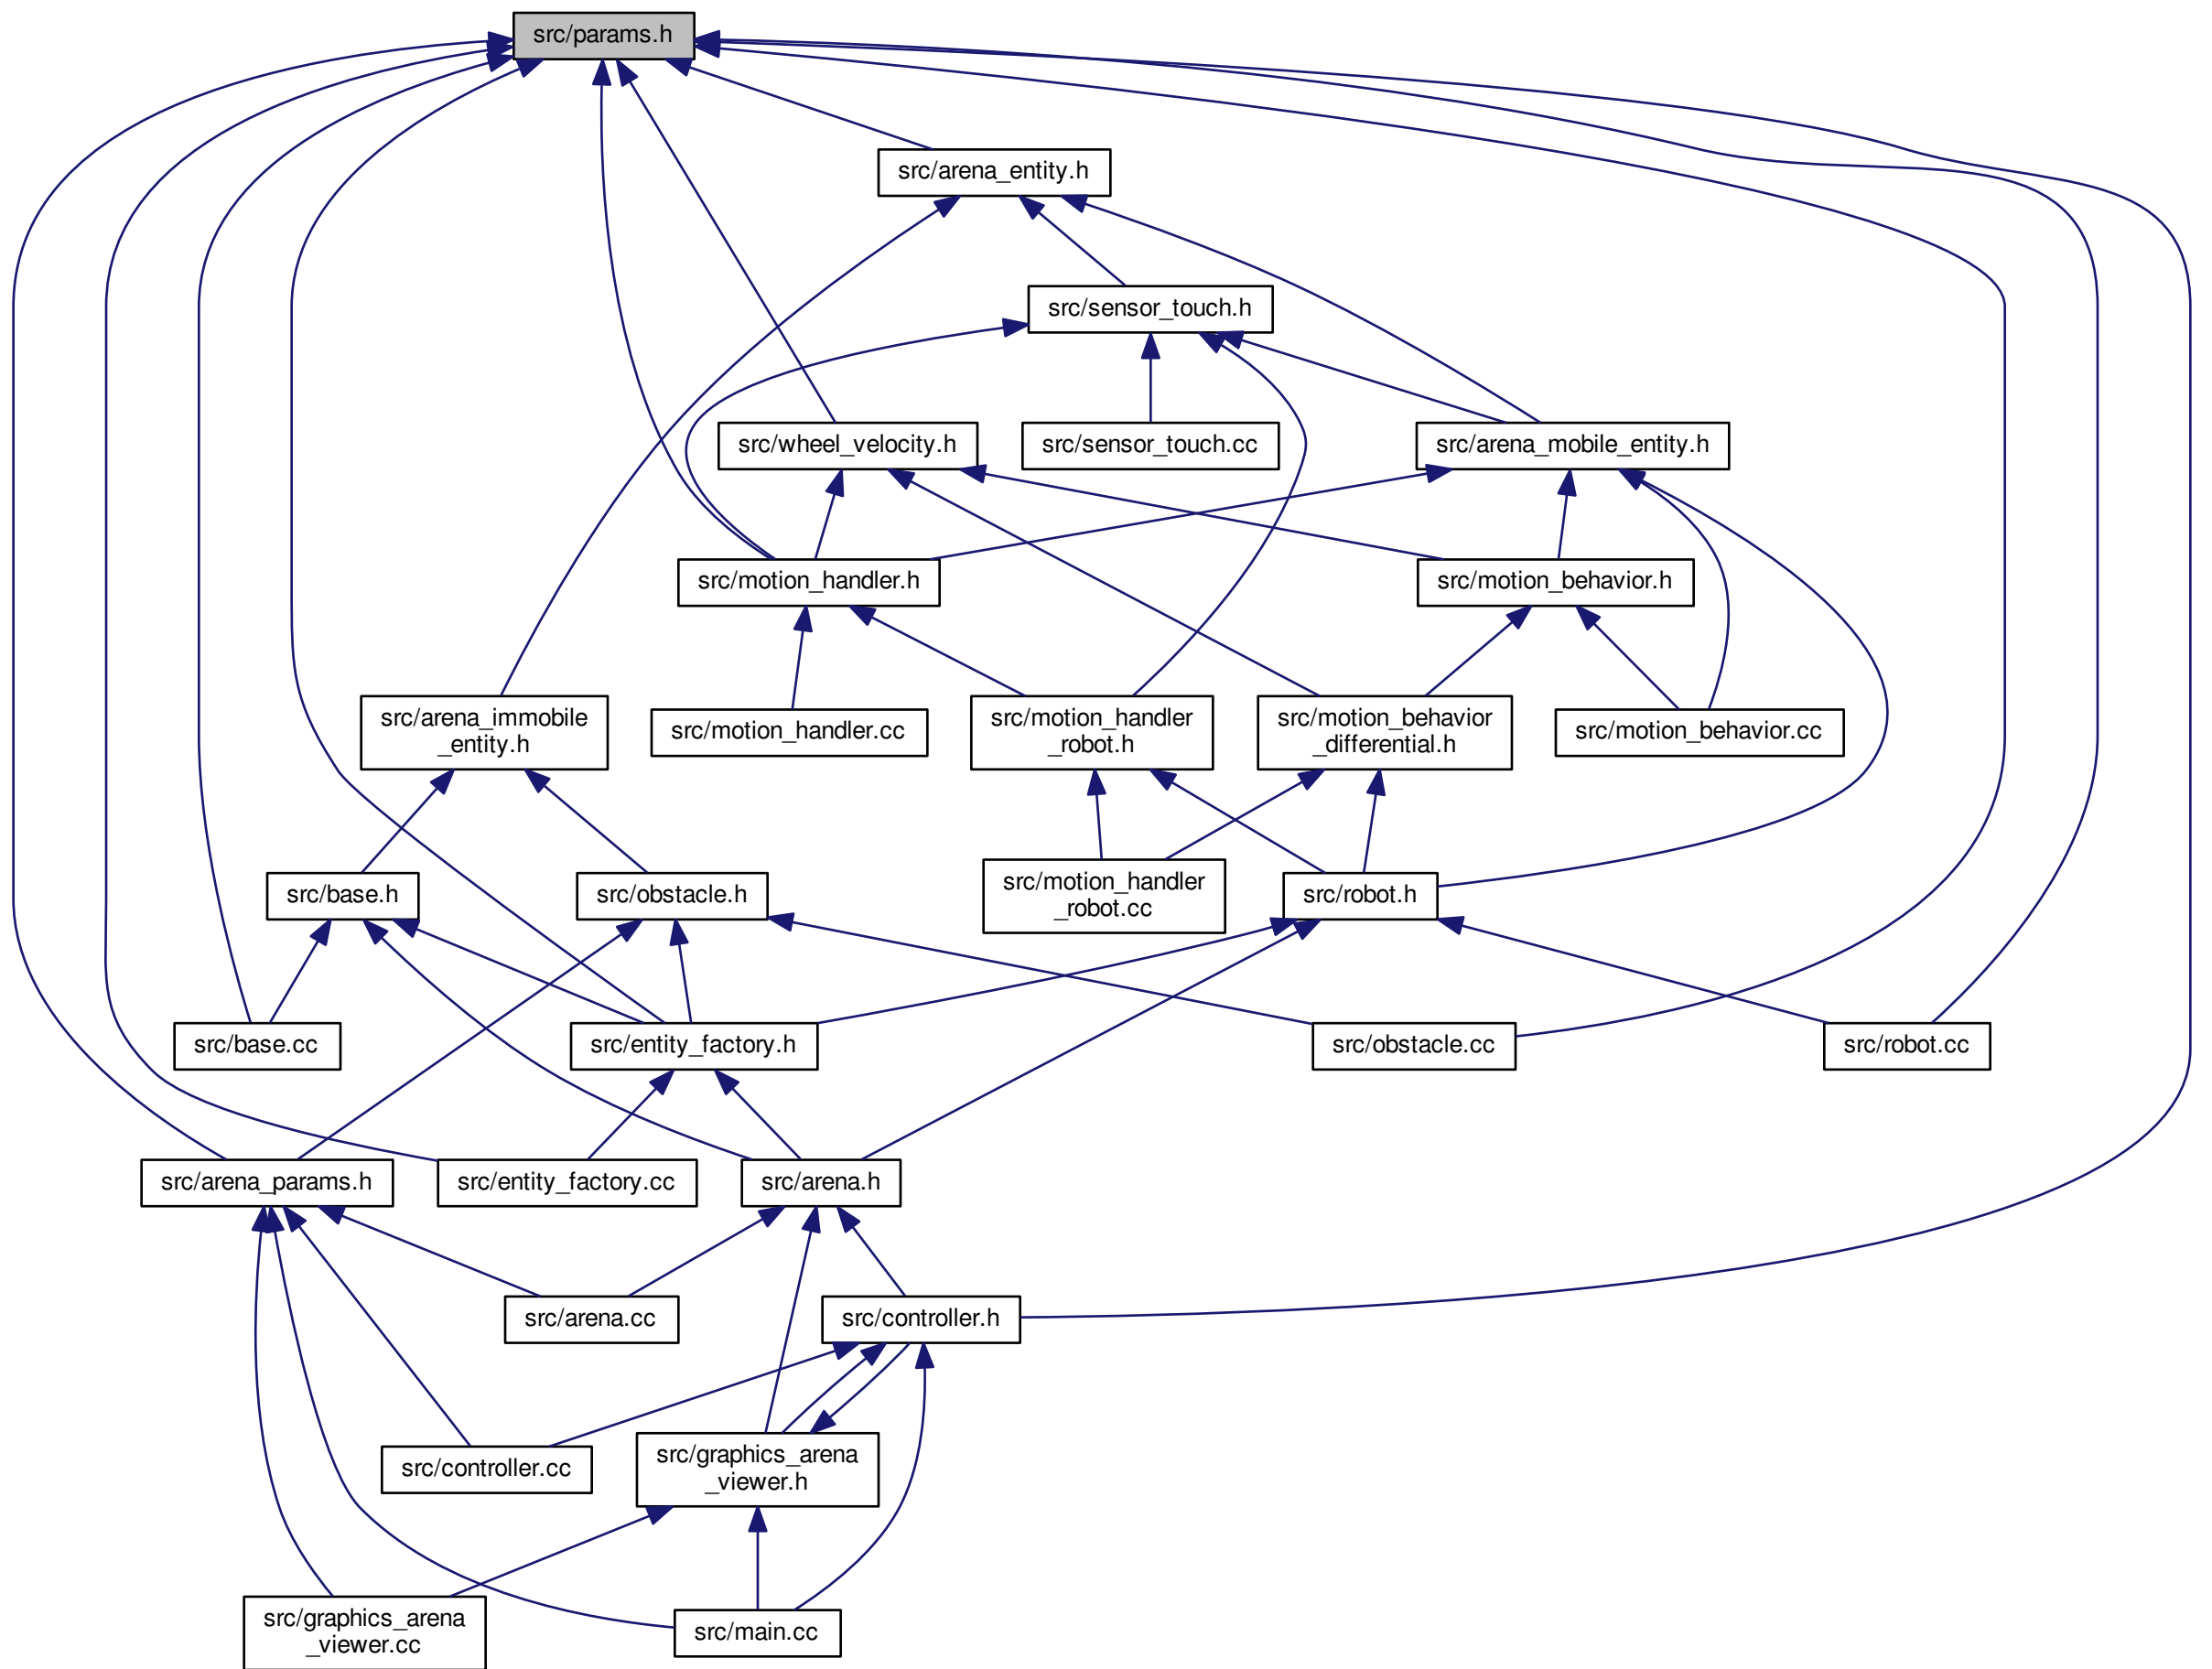 src/params.h
src/arena_entity.h
src/sensor_touch.h
src/wheel_velocity.h
src/sensor_touch.cc
src/arena_mobile_entity.h
src/motion_handler.h
src/motion_behavior.h
src/arena_immobile
_entity.h
src/motion_handler.cc
src/motion_handler
_robot.h
src/motion_behavior
_differential.h
src/motion_behavior.cc
src/base.h
src/obstacle.h
src/motion_handler
_robot.cc
src/robot.h
src/base.cc
src/entity_factory.h
src/obstacle.cc
src/robot.cc
src/arena_params.h
src/entity_factory.cc
src/arena.h
src/arena.cc
src/controller.h
src/controller.cc
src/graphics_arena
_viewer.h
src/graphics_arena
_viewer.cc
src/main.cc